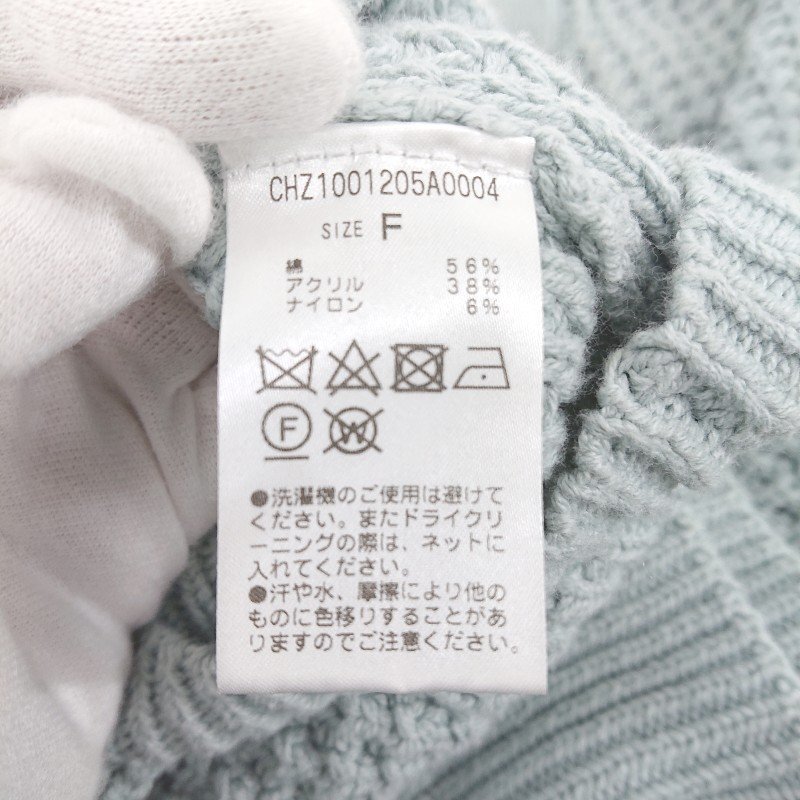 CHZ1001205A0004
SIZE F
綿 56%
アクリル 38%
ナイロン 6%
F W
●洗濯機のご使用は避けて
ください。またドライクリ
ーニングの際は、ネットに
入れてください。
●汗や水、摩擦により他の
ものに色移りすることがあ
りますのでご注意ください。